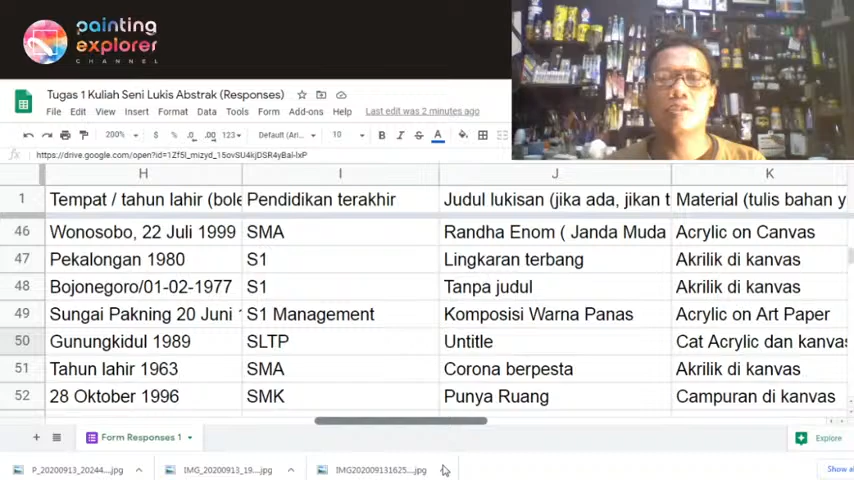 painting
explorer
CHANNEL
Tugas 1 Kuliah Seni Lukis Abstrak (Responses)
File Edit View Insert Format Data Tools Form Add-ons Help Last edit was 2 minutes ago
200% $ % .0 .00 123 Default (Ari... 10 B I S A
fx https://drive.google.com/open?id=
H I J K
1 Tempat / tahun lahir (bole Pendidikan terakhir Judul lukisan (jika ada, jikan t Material (tulis bahan y
46 Wonosobo, 22 Juli 1999 SMA Randha Enom ( Janda Muda Acrylic on Canvas
47 Pekalongan 1980 S1 Lingkaran terbang Akrilik di kanvas
48 Bojonegoro/01-02-1977 S1 Tanpa judul Akrilik di kanvas
49 Sungai Pakning 20 Juni S1 Management Komposisi Warna Panas Acrylic on Art Paper
50 Gunungkidul 1989 SLTP Untitle Cat Acrylic dan kanvas
51 Tahun lahir 1963 SMA Corona berpesta Akrilik di kanvas
52 28 Oktober 1996 SMK Punya Ruang Campuran di kanvas
Form Responses 1 Explore
P_20200913_20244....jpg IMG_20200913_19....jpg IMG202009131625....jpg Show al